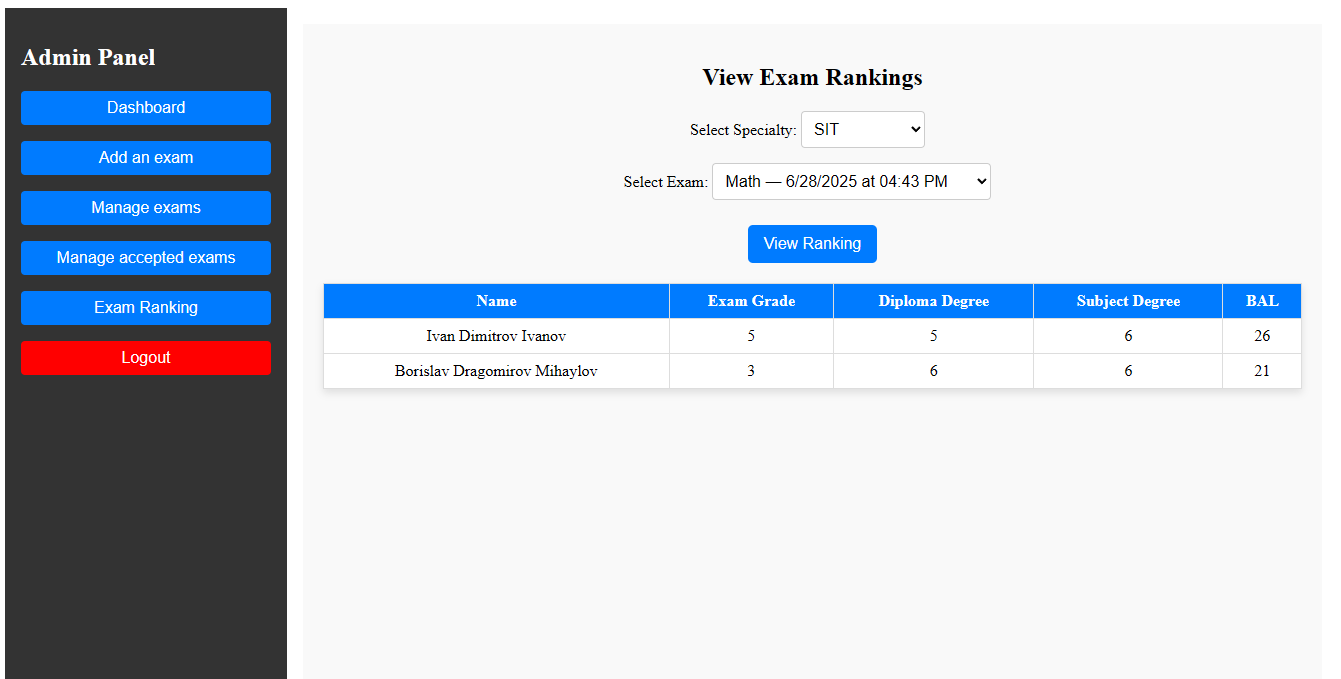 Admin Panel
Dashboard
Add an exam
Manage exams
Manage accepted exams
Exam Ranking
Logout
View Exam Rankings
Select Specialty: SIT
Select Exam: Math — 6/28/2025 at 04:43 PM
View Ranking
Name Exam Grade Diploma Degree Subject Degree BAL
Ivan Dimitrov Ivanov 5 5 6 26
Borislav Dragomirov Mihaylov 3 6 6 21